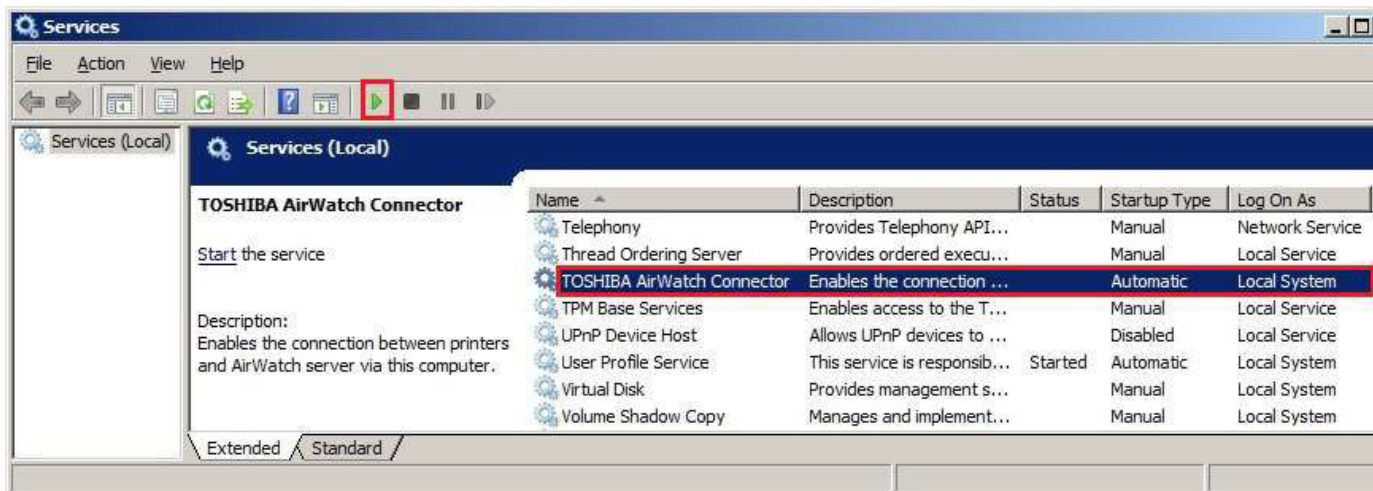 Services
File Action View Help
Services (Local)
Services (Local)
TOSHIBA AirWatch Connector
Start the service
Description:
Enables the connection between printers
and AirWatch server via this computer.
Name Description Status Startup Type Log On As
Telephony Provides Telephony API... Manual Network Service
Thread Ordering Server Provides ordered execu... Manual Local Service
TOSHIBA AirWatch Connector Enables the connection ... Automatic Local System
TPM Base Services Enables access to the T... Manual Local Service
UPnP Device Host Allows UPnP devices to ... Disabled Local Service
User Profile Service This service is responsib... Started Automatic Local System
Virtual Disk Provides management s... Manual Local System
Volume Shadow Copy Manages and implement... Manual Local System
Extended Standard